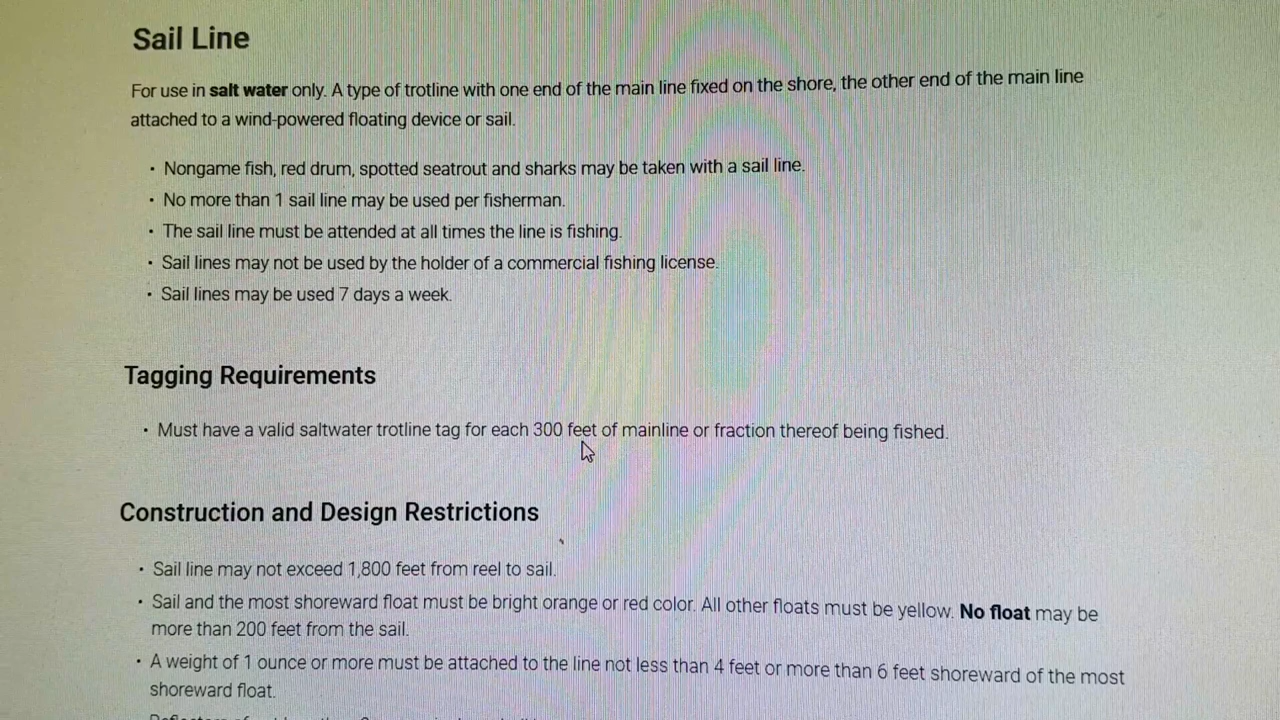 Sail Line
For use in salt water only. A type of trotline with one end of the main line fixed on the shore, the other end of the main line
attached to a wind-powered floating device or sail.
• Nongame fish, red drum, spotted seatrout and sharks may be taken with a sail line.
• No more than 1 sail line may be used per fisherman.
• The sail line must be attended at all times the line is fishing.
• Sail lines may not be used by the holder of a commercial fishing license.
• Sail lines may be used 7 days a week.
Tagging Requirements
• Must have a valid saltwater trotline tag for each 300 feet of mainline or fraction thereof being fished.
Construction and Design Restrictions
• Sail line may not exceed 1,800 feet from reel to sail.
• Sail and the most shoreward float must be bright orange or red color. All other floats must be yellow. No float may be
more than 200 feet from the sail.
• A weight of 1 ounce or more must be attached to the line not less than 4 feet or more than 6 feet shoreward of the most
shoreward float.